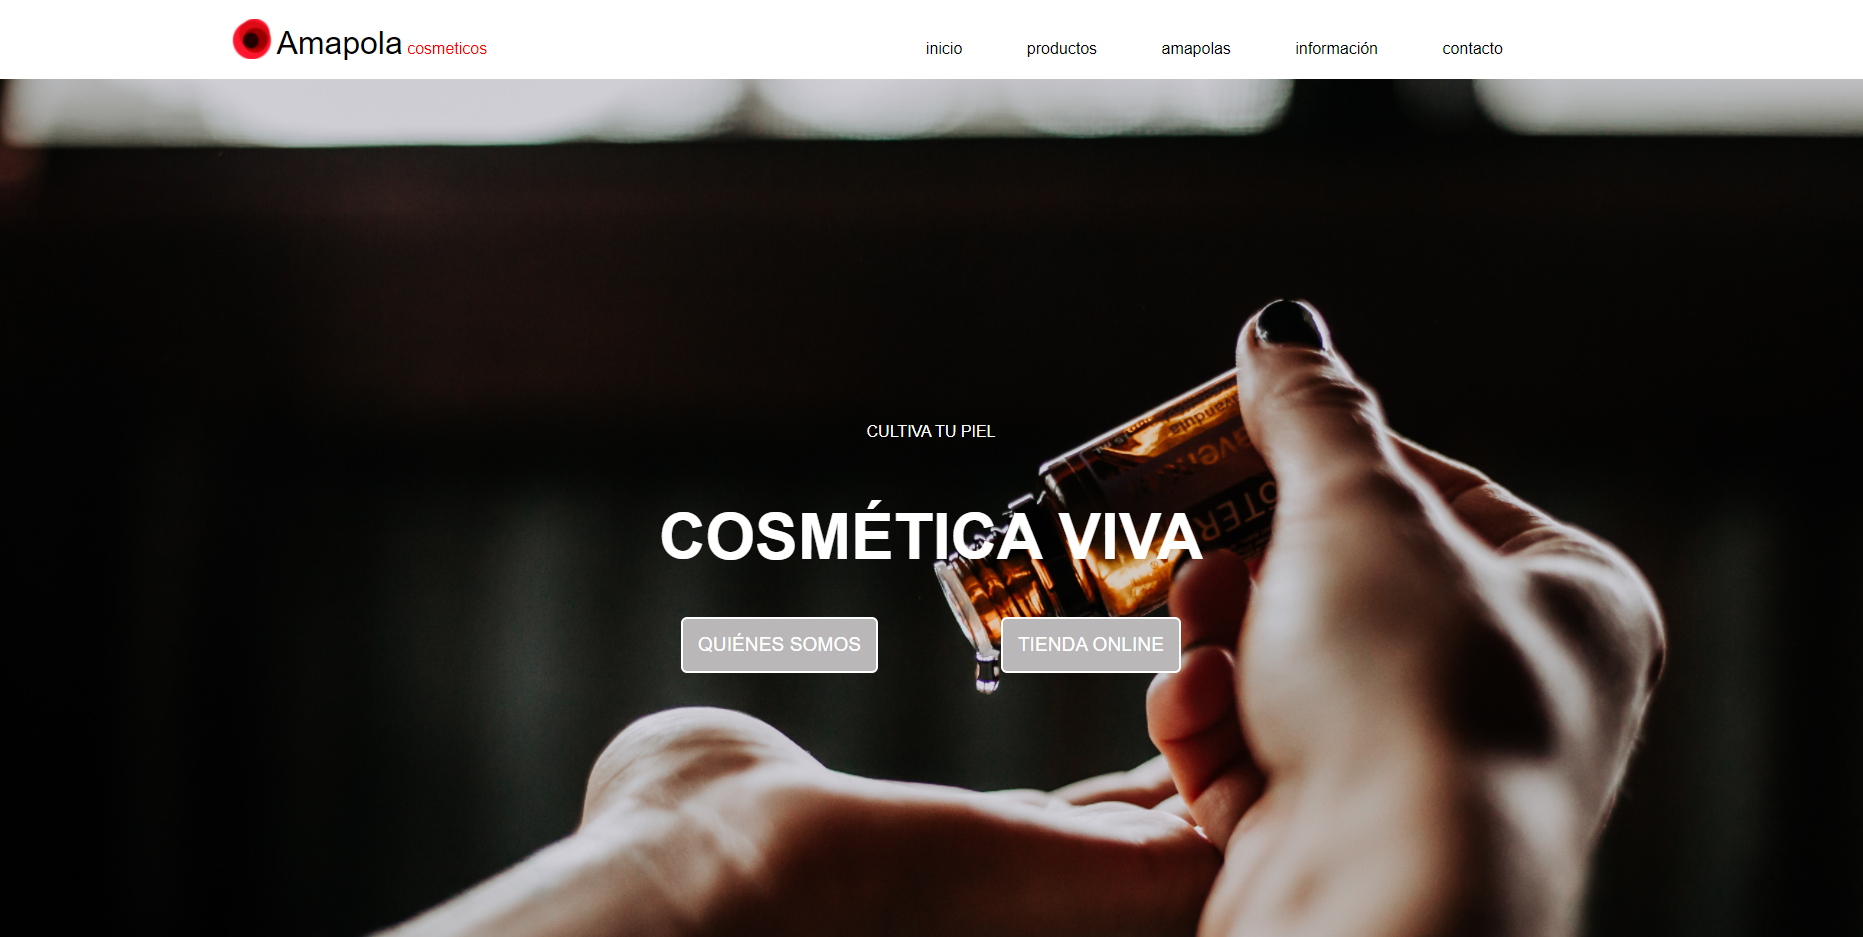 Amapola cosmeticos
inicio productos amapolas información contacto
CULTIVA TU PIEL
COSMÉTICA VIVA
QUIÉNES SOMOS
TIENDA ONLINE